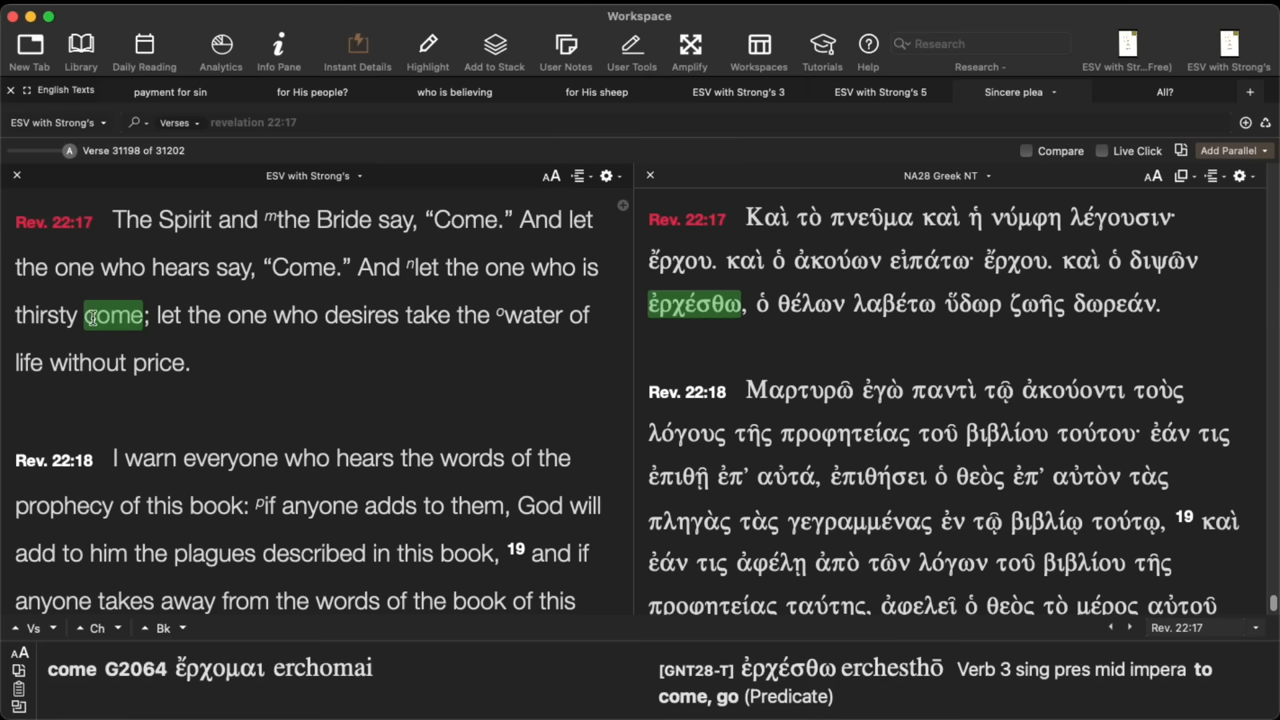 Workspace
New Tab Library Daily Reading Analytics Info Pane Instant Details Highlight Add to Stack User Notes User Tools Amplify Workspaces Tutorials Help Research Research ESV with Str...Free) ESV with Strong's
English Texts payment for sin for His people? who is believing for His sheep ESV with Strong's 3 ESV with Strong's 5 Sincere plea All?
ESV with Strong's Verses revelation 22:17
A Verse 31198 of 31202 Compare Live Click Add Parallel
ESV with Strong's
Rev. 22:17 The Spirit and ᵐthe Bride say, “Come.” And let
the one who hears say, “Come.” And ⁿlet the one who is
thirsty come; let the one who desires take the ᵒwater of
life without price.
Rev. 22:18 I warn everyone who hears the words of the
prophecy of this book: ᵖif anyone adds to them, God will
add to him the plagues described in this book, 19 and if
anyone takes away from the words of the book of this
NA28 Greek NT
Rev. 22:17 Καὶ τὸ πνεῦμα καὶ ἡ νύμφη λέγουσιν·
ἔρχου. καὶ ὁ ἀκούων εἰπάτω· ἔρχου. καὶ ὁ διψῶν
ἐρχέσθω, ὁ θέλων λαβέτω ὕδωρ ζωῆς δωρεάν.
Rev. 22:18 Μαρτυρῶ ἐγὼ παντὶ τῷ ἀκούοντι τοὺς
λόγους τῆς προφητείας τοῦ βιβλίου τούτου· ἐάν τις
ἐπιθῇ ἐπ’ αὐτά, ἐπιθήσει ὁ θεὸς ἐπ’ αὐτὸν τὰς
πληγὰς τὰς γεγραμμένας ἐν τῷ βιβλίῳ τούτῳ, 19 καὶ
ἐάν τις ἀφέλῃ ἀπὸ τῶν λόγων τοῦ βιβλίου τῆς
προφητείας ταύτης, ἀφελεῖ ὁ θεὸς τὸ μέρος αὐτοῦ
Vs Ch Bk Rev. 22:17
come G2064 ἔρχομαι erchomai
[GNT28-T] ἐρχέσθω erchesthō Verb 3 sing pres mid impera to
come, go (Predicate)